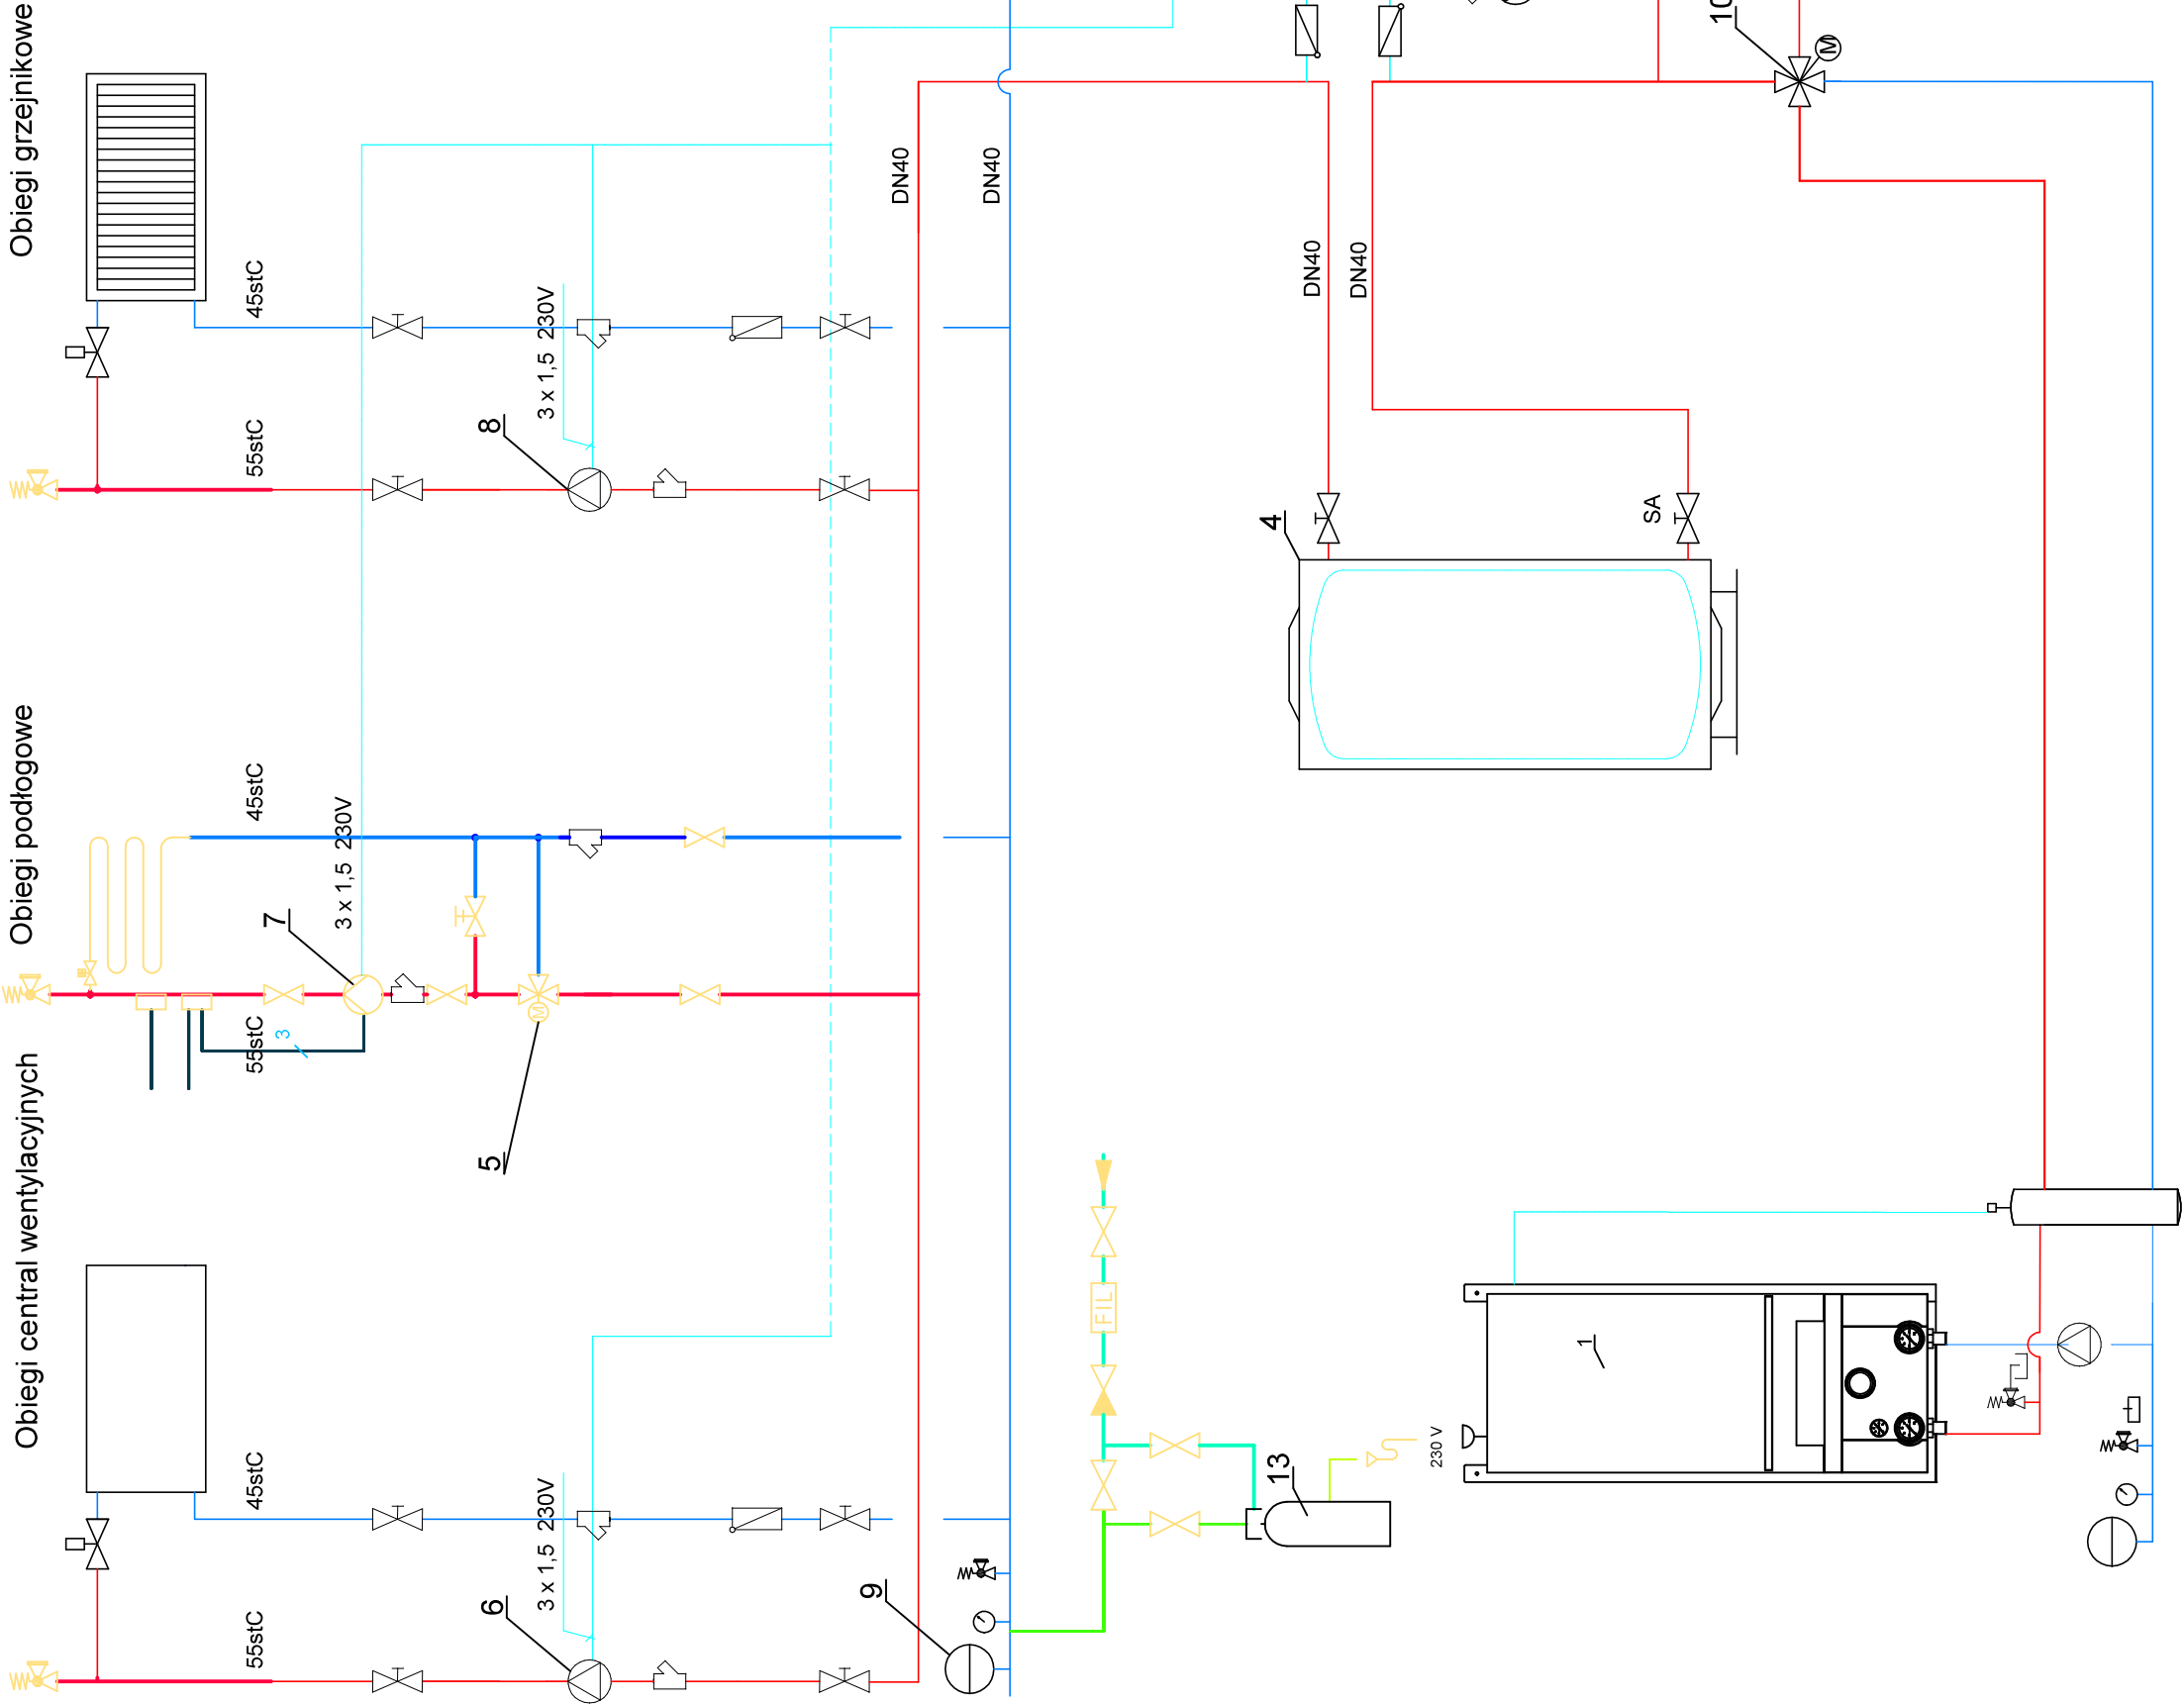 Obiegi central wentylacyjnych
Obiegi podłogowe
Obiegi grzejnikowe
55stC
45stC
55stC
45stC
55stC
45stC
3
3 x 1,5 230V
3 x 1,5 230V
3 x 1,5 230V
6
5
7
8
9
DN40
DN40
DN40
DN40
M
FIL
13
4
SA
230 V
1
10
M